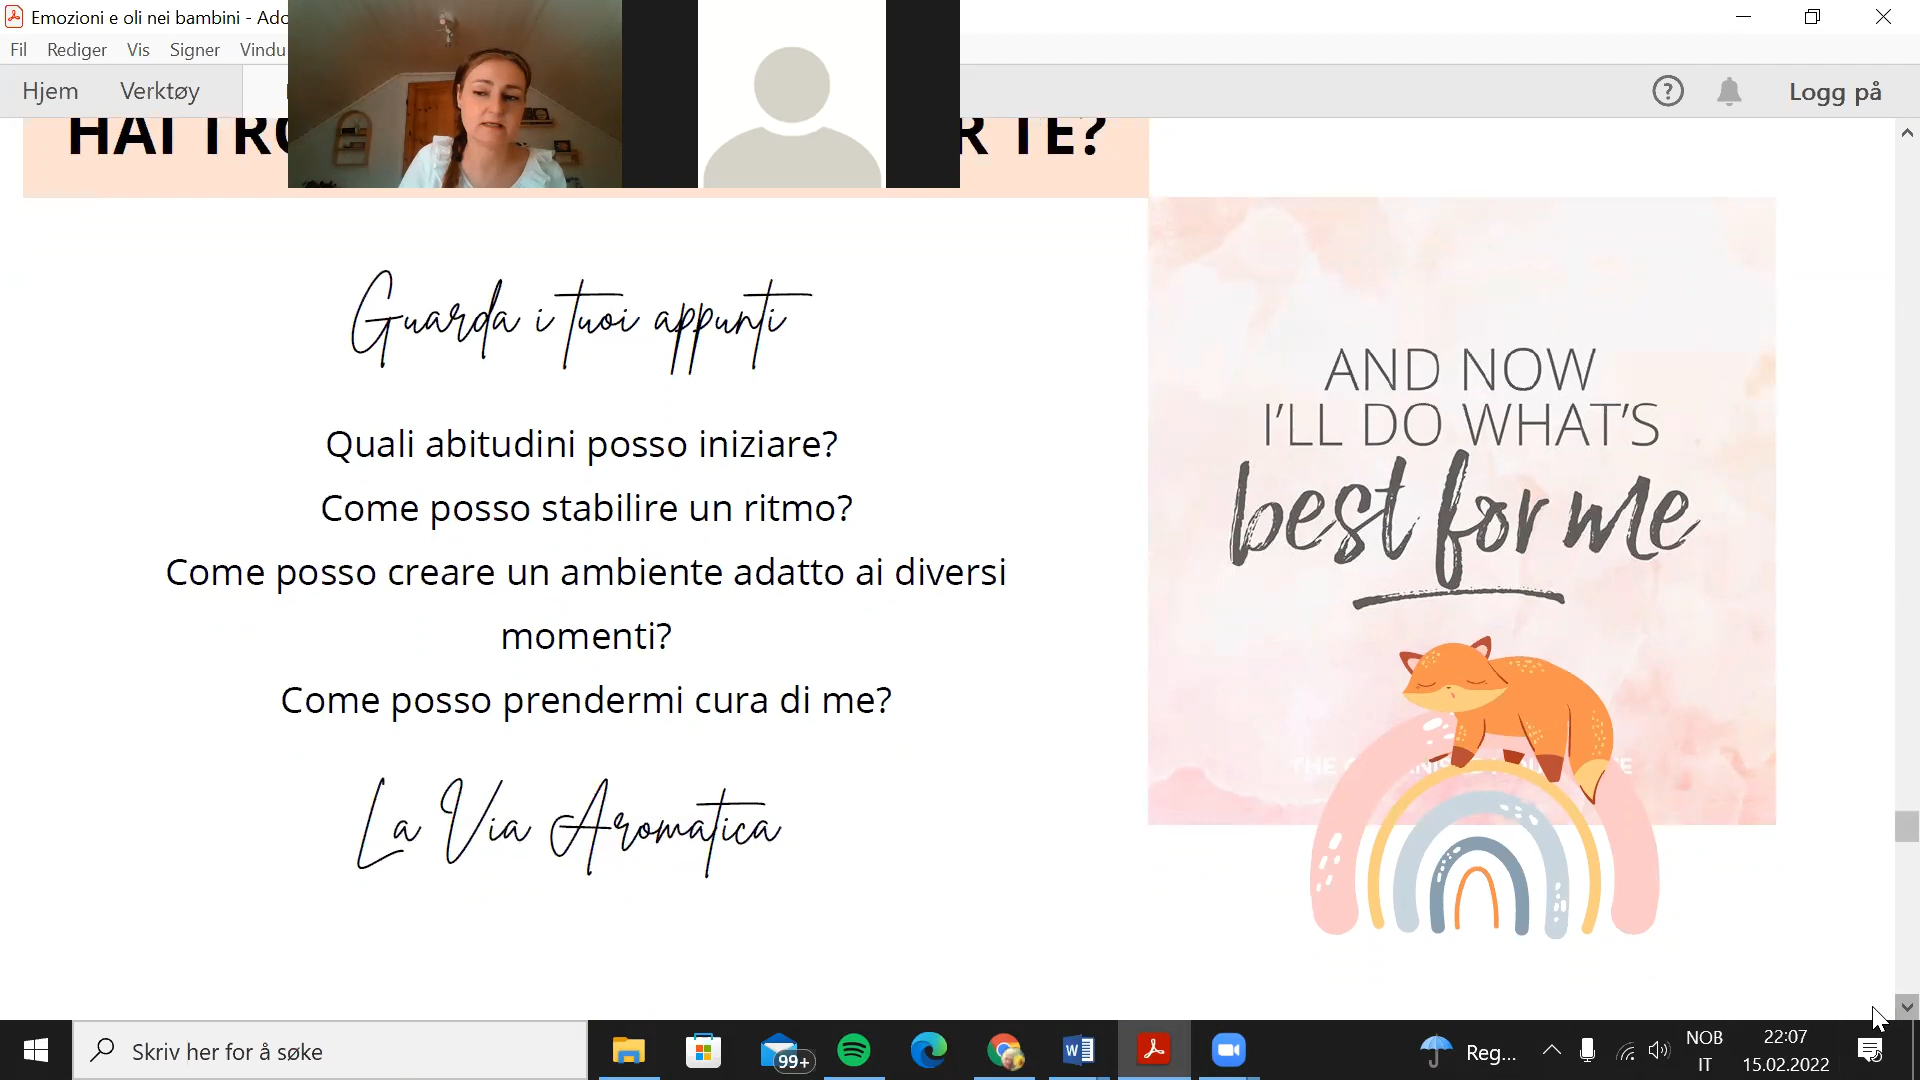 Emozioni e oli nei bambini - Ado
Fil Rediger Vis Signer Vindu
Hjem Verktøy
Logg på
HAI TRO R TE?
Guarda i tuoi appunti
Quali abitudini posso iniziare?
Come posso stabilire un ritmo?
Come posso creare un ambiente adatto ai diversi
momenti?
Come posso prendermi cura di me?
La Via Aromatica
AND NOW
I'LL DO WHAT'S
best for me
THE
Skriv her for å søke
99+
Reg...
NOB
IT
22:07
15.02.2022